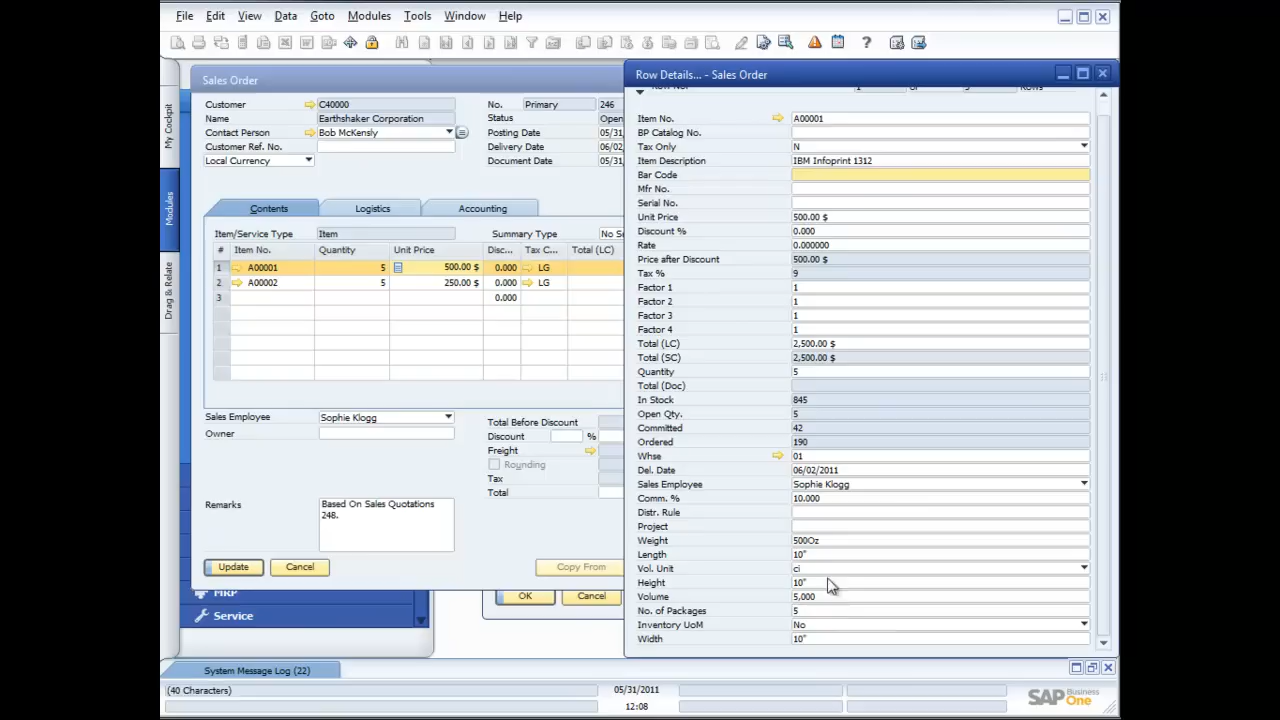 File Edit View Data Goto Modules Tools Window Help
My Cockpit
Modules
Drag & Relate
Sales Order
Customer C40000
Name Earthshaker Corporation
Contact Person Bob McKensly
Customer Ref. No.
Local Currency
No. Primary 246
Status Open
Posting Date 05/31
Delivery Date 06/02
Document Date 05/31
Contents Logistics Accounting
Item/Service Type Item Summary Type No S
# Item No. Quantity Unit Price Disc... Tax C... Total (LC)
1 A00001 5 500.00 $ 0.000 LG
2 A00002 5 250.00 $ 0.000 LG
3 0.000
Sales Employee Sophie Klogg
Owner
Total Before Discount
Discount %
Freight
Rounding
Tax
Total
Remarks Based On Sales Quotations
248.
Update Cancel Copy From
OK Cancel
MRP
Service
Row Details... - Sales Order
Item No. A00001
BP Catalog No.
Tax Only N
Item Description IBM Infoprint 1312
Bar Code
Mfr No.
Serial No.
Unit Price 500.00 $
Discount % 0.000
Rate 0.000000
Price after Discount 500.00 $
Tax % 9
Factor 1 1
Factor 2 1
Factor 3 1
Factor 4 1
Total (LC) 2,500.00 $
Total (SC) 2,500.00 $
Quantity 5
Total (Doc)
In Stock 845
Open Qty. 5
Committed 42
Ordered 190
Whse 01
Del. Date 06/02/2011
Sales Employee Sophie Klogg
Comm. % 10.000
Distr. Rule
Project
Weight 500Oz
Length 10"
Vol. Unit ci
Height 10"
Volume 5,000
No. of Packages 5
Inventory UoM No
Width 10"
System Message Log (22)
(40 Characters) 05/31/2011
12:08
SAP Business One